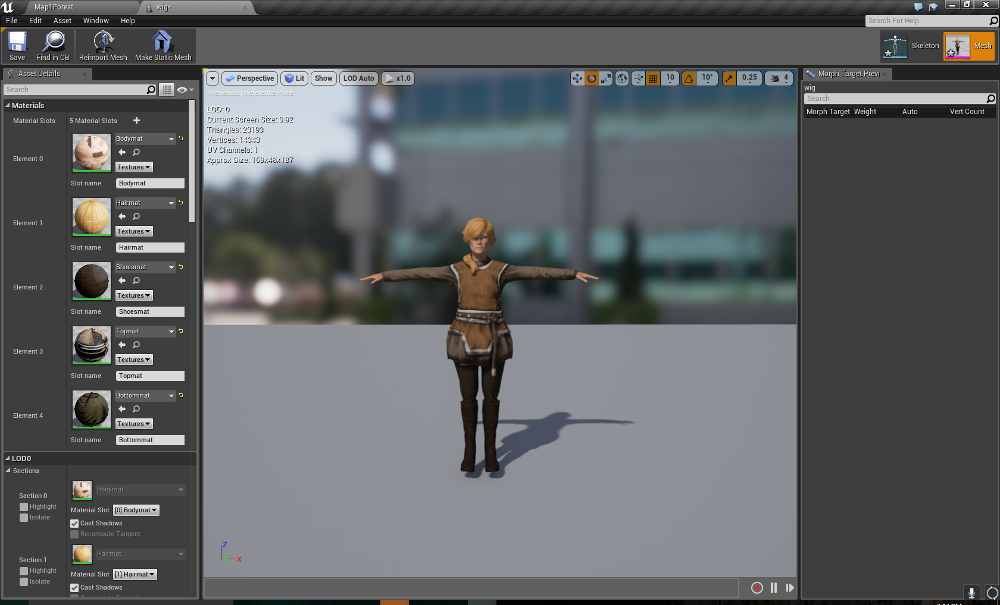 Map1Forest
wig*
File Edit Asset Window Help
Search For Help
Save
Find in CB
Reimport Mesh
Make Static Mesh
Skeleton
Mesh
Asset Details
Search
Materials
Material Slots
5 Material Slots
Element 0
Bodymat
Textures
Slot name
Bodymat
Element 1
Hairmat
Textures
Slot name
Hairmat
Element 2
Shoesmat
Textures
Slot name
Shoesmat
Element 3
Topmat
Textures
Slot name
Topmat
Element 4
Bottommat
Textures
Slot name
Bottommat
LOD0
Sections
Section 0
Highlight
Isolate
Bodymat
Material Slot [0] Bodymat
Cast Shadows
Recompute Tangent
Section 1
Highlight
Isolate
Hairmat
Material Slot [1] Hairmat
Cast Shadows
Recompute Tangent
Perspective Lit Show LOD Auto x1.0
10 10° 0.25 4
Previewing Reference Pose
LOD: 0
Current Screen Size: 0.92
Triangles: 23193
Vertices: 14343
UV Channels: 1
Approx Size: 169x48x187
Z
X
Morph Target Previ
wig
Search
Morph Target Weight Auto Vert Count